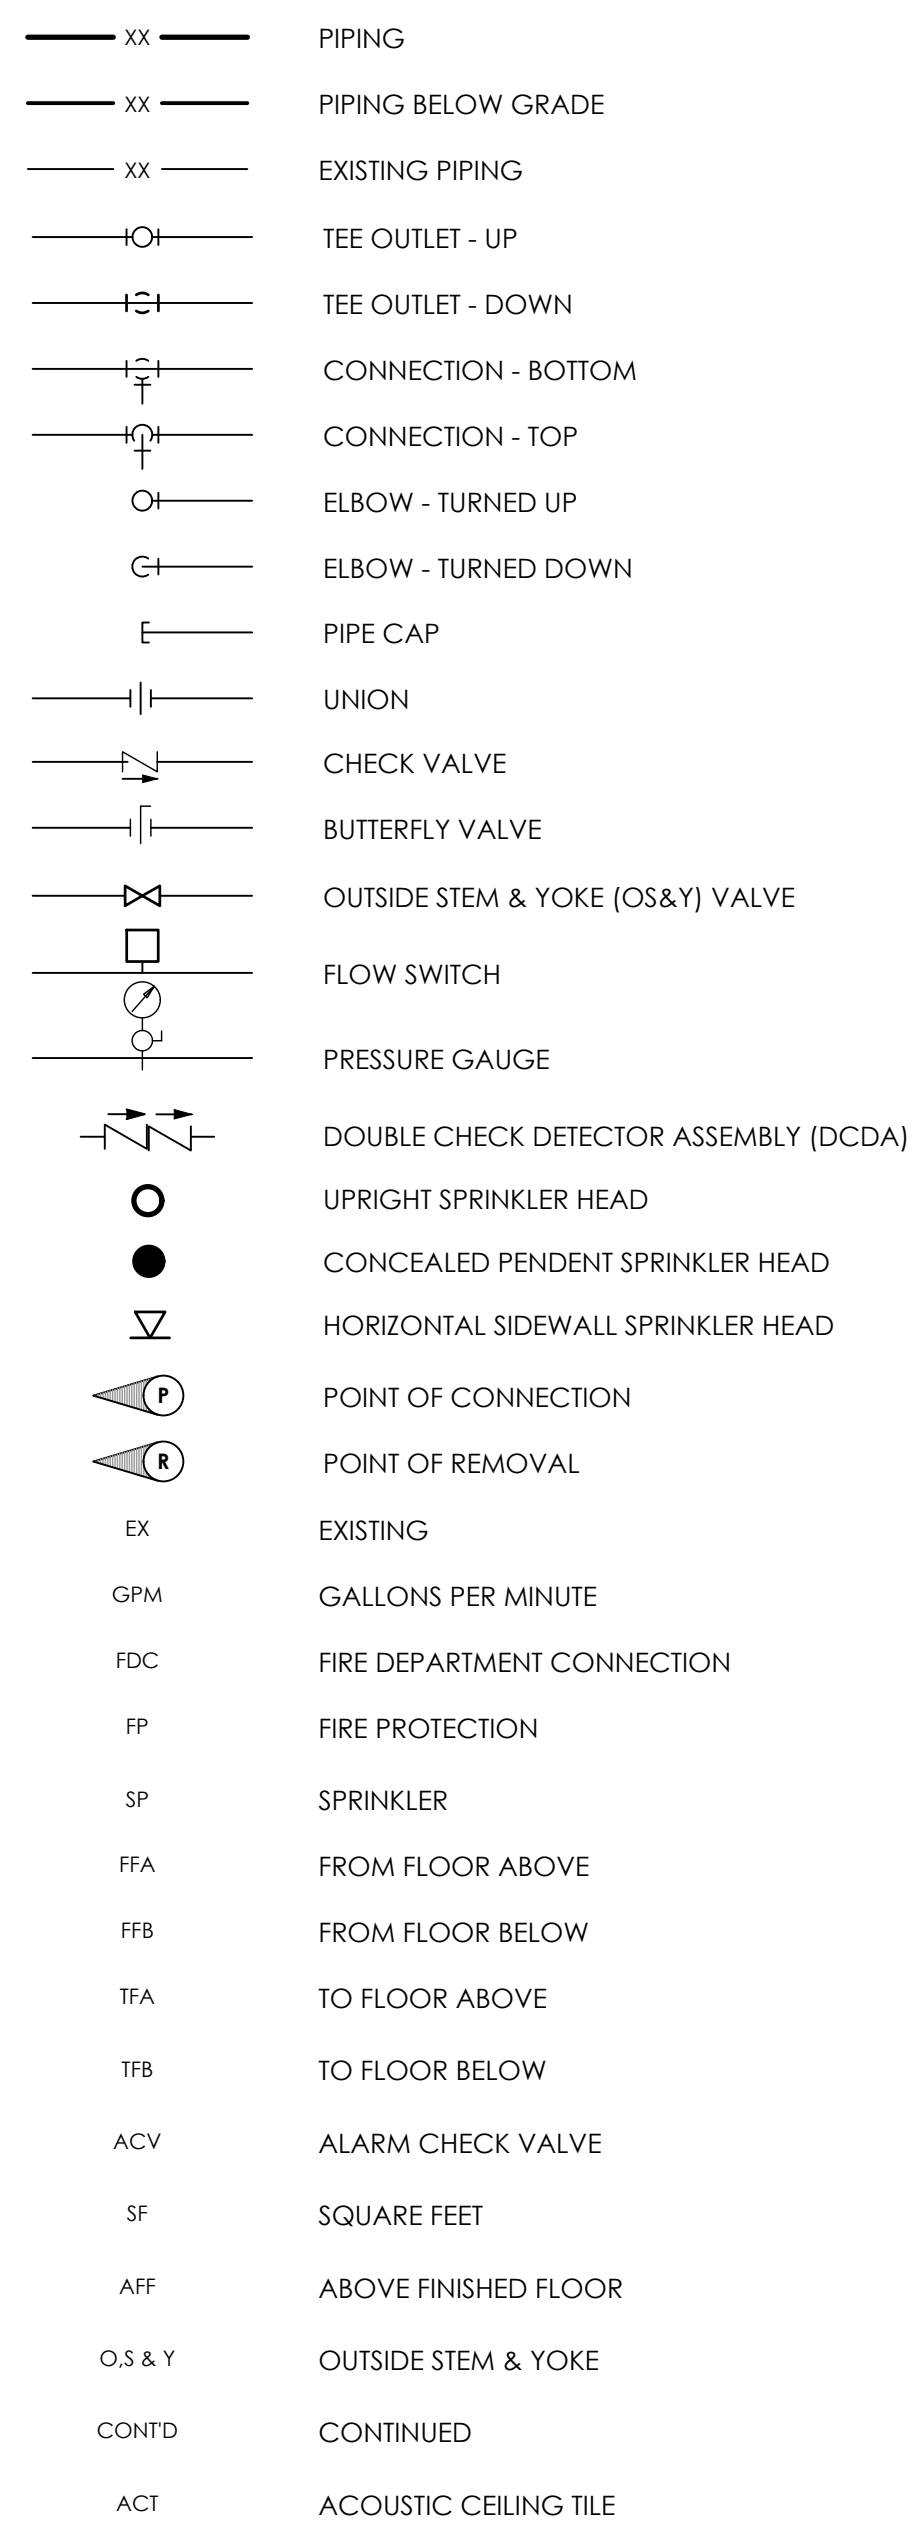 XX PIPING
XX PIPING BELOW GRADE
XX EXISTING PIPING
TEE OUTLET - UP
TEE OUTLET - DOWN
CONNECTION - BOTTOM
CONNECTION - TOP
ELBOW - TURNED UP
ELBOW - TURNED DOWN
PIPE CAP
UNION
CHECK VALVE
BUTTERFLY VALVE
OUTSIDE STEM & YOKE (OS&Y) VALVE
FLOW SWITCH
PRESSURE GAUGE
DOUBLE CHECK DETECTOR ASSEMBLY (DCDA)
UPRIGHT SPRINKLER HEAD
CONCEALED PENDENT SPRINKLER HEAD
HORIZONTAL SIDEWALL SPRINKLER HEAD
P POINT OF CONNECTION
R POINT OF REMOVAL
EX EXISTING
GPM GALLONS PER MINUTE
FDC FIRE DEPARTMENT CONNECTION
FP FIRE PROTECTION
SP SPRINKLER
FFA FROM FLOOR ABOVE
FFB FROM FLOOR BELOW
TFA TO FLOOR ABOVE
TFB TO FLOOR BELOW
ACV ALARM CHECK VALVE
SF SQUARE FEET
AFF ABOVE FINISHED FLOOR
O,S & Y OUTSIDE STEM & YOKE
CONT'D CONTINUED
ACT ACOUSTIC CEILING TILE